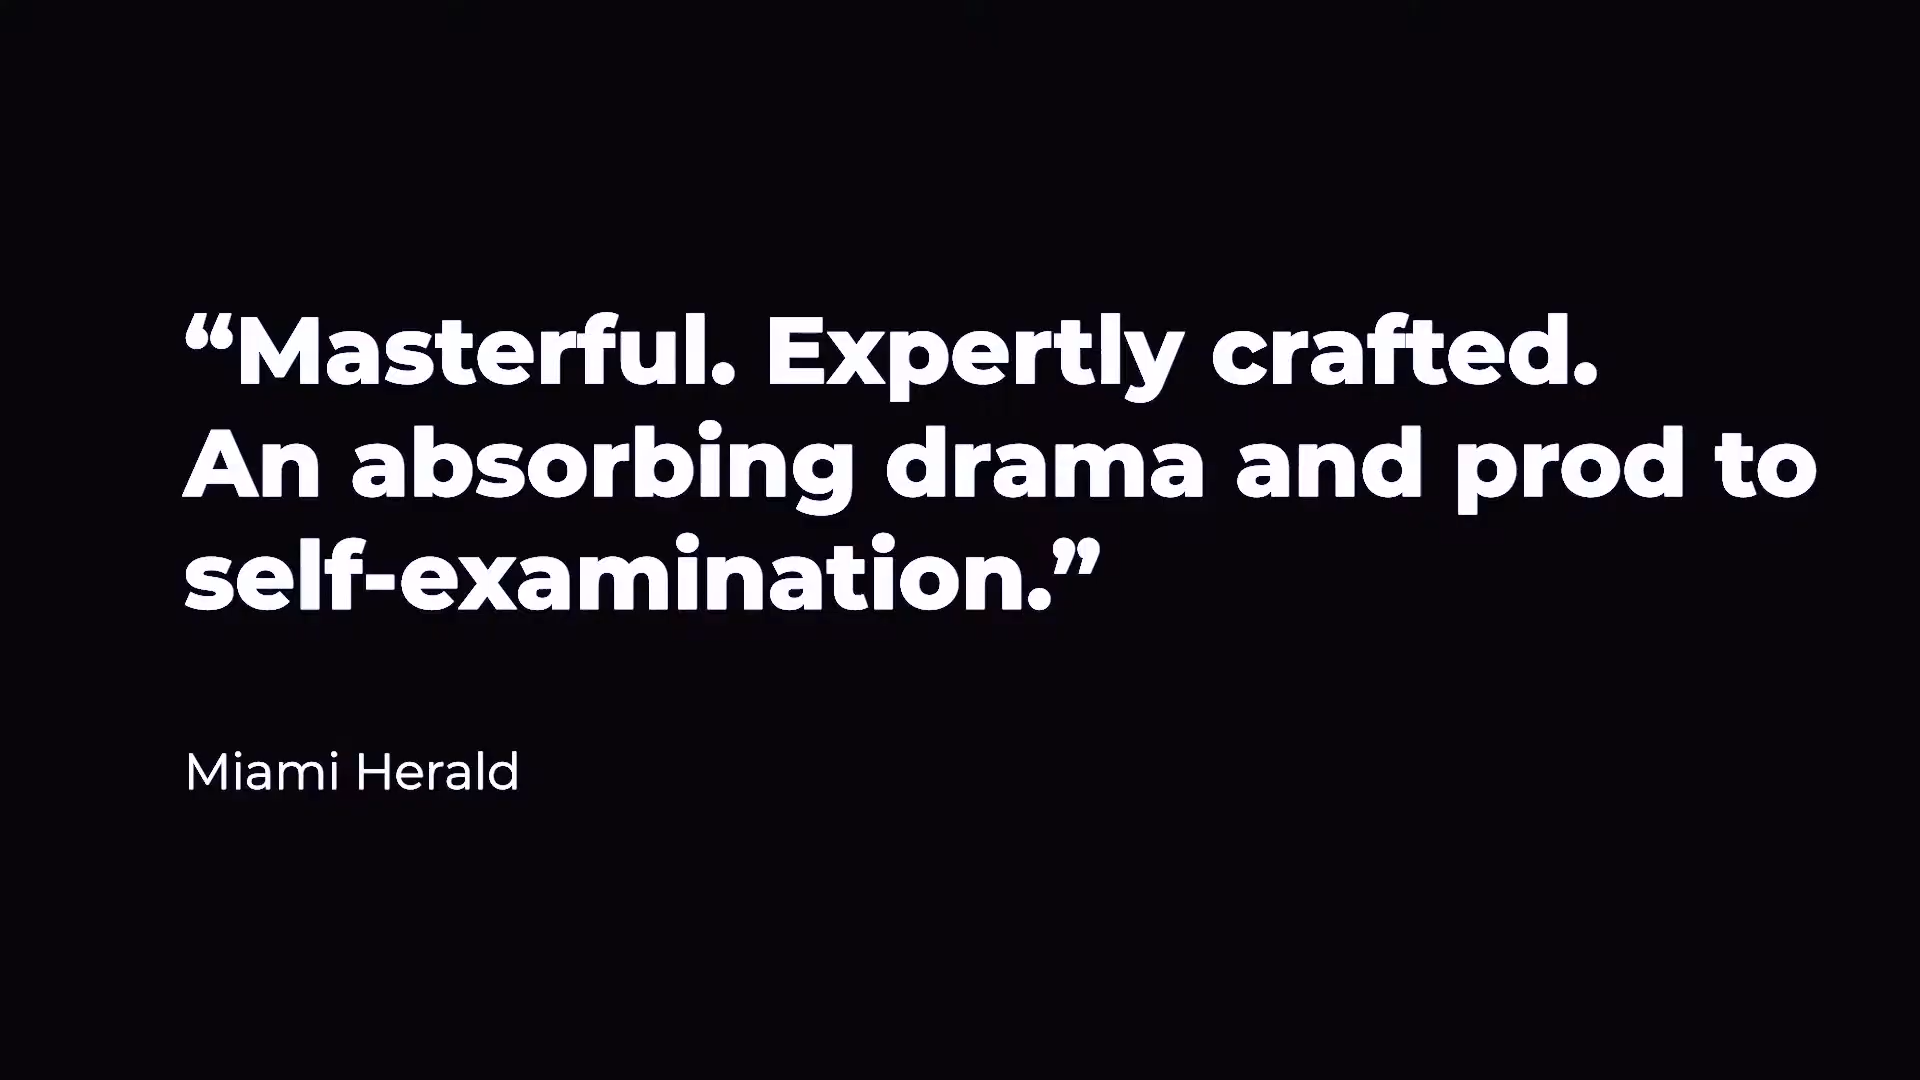 “Masterful. Expertly crafted.
An absorbing drama and prod to
self-examination.”
Miami Herald